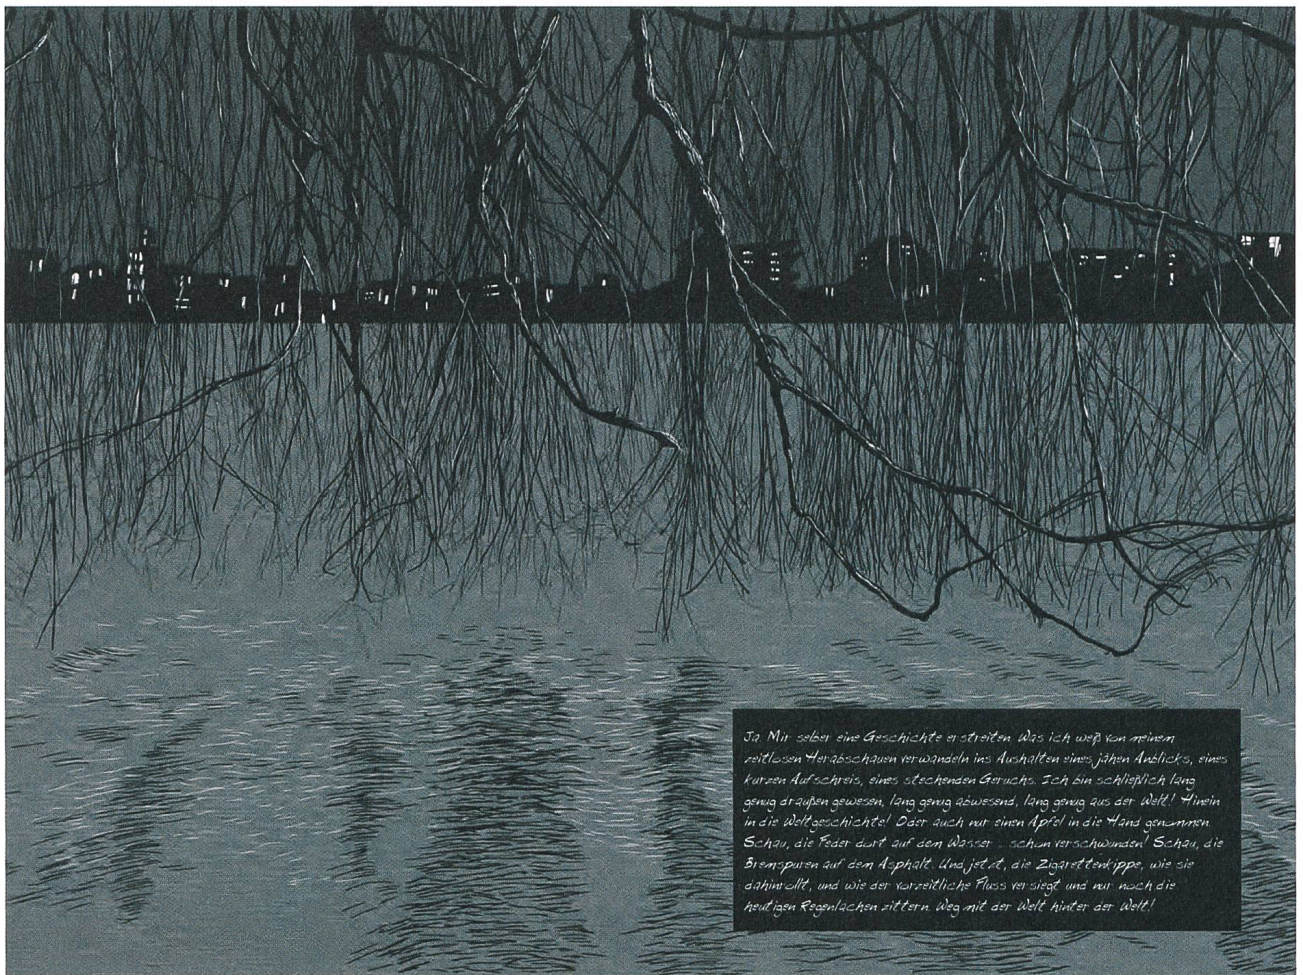 Ja. Mir selber eine Geschichte erstreiten. Was ich weiß von meinem
zeitlosen Herabschauen verwandeln ins Aushalten eines jähen Anblicks, eines
kurzen Aufschreis, eines stechenden Geruchs. Ich bin schließlich lang
genug draußen gewesen, lang genug abwesend, lang genug aus der Welt! Hinein
in die Weltgeschichte! Oder auch nur einen Apfel in die Hand genommen.
Schau, die Feder dort auf dem Wasser ... schon verschwunden! Schau, die
Bremspuren auf dem Asphalt. Und jetzt, die Zigarettenkippe, wie sie
dahinrollt, und wie der vorzeitliche Fluss versiegt und nur noch die
heutigen Regenlachen zittern. Weg mit der Welt hinter der Welt!